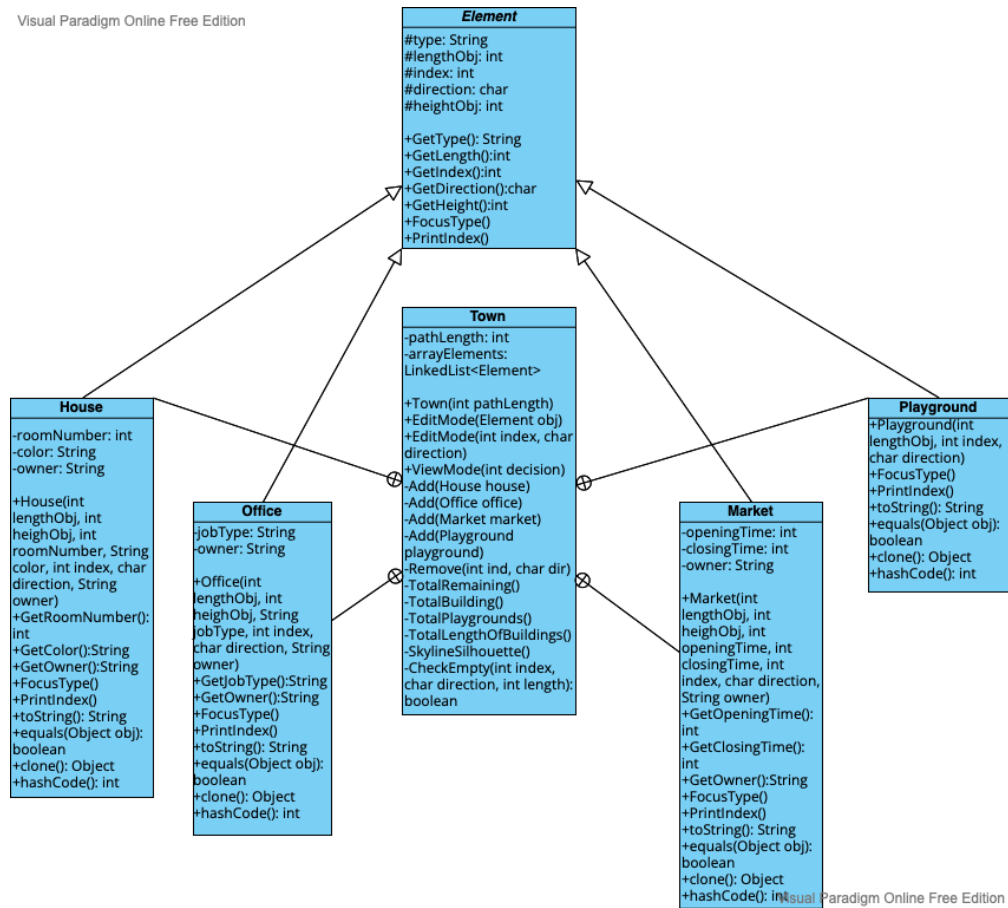 Visual Paradigm Online Free Edition
Element
#type: String
#lengthObj: int
#index: int
#direction: char
#heightObj: int
+GetType(): String
+GetLength():int
+GetIndex():int
+GetDirection():char
+GetHeight():int
+FocusType()
+PrintIndex()
Town
-pathLength: int
-arrayElements:
LinkedList<Element>
+Town(int pathLength)
+EditMode(Element obj)
+EditMode(int index, char
direction)
+ViewMode(int decision)
-Add(House house)
-Add(Office office)
-Add(Market market)
-Add(Playground
playground)
-Remove(int ind, char dir)
-TotalRemaining()
-TotalBuilding()
-TotalPlaygrounds()
-TotalLengthOfBuildings()
-SkylineSilhouette()
-CheckEmpty(int index,
char direction, int length):
boolean
House
-roomNumber: int
-color: String
-owner: String
+House(int
lengthObj, int
heighObj, int
roomNumber, String
color, int index, char
direction, String
owner)
+GetRoomNumber():
int
+GetColor():String
+GetOwner():String
+FocusType()
+PrintIndex()
+toString(): String
+equals(Object obj):
boolean
+clone(): Object
+hashCode(): int
Office
-jobType: String
-owner: String
+Office(int
lengthObj, int
heighObj, String
jobType, int index,
char direction, String
owner)
+GetJobType():String
+GetOwner():String
+FocusType()
+PrintIndex()
+toString(): String
+equals(Object obj):
boolean
+clone(): Object
+hashCode(): int
Market
-openingTime: int
-closingTime: int
-owner: String
+Market(int
lengthObj, int
heighObj, int
openingTime, int
closingTime, int
index, char direction,
String owner)
+GetOpeningTime():
int
+GetClosingTime():
int
+GetOwner():String
+FocusType()
+PrintIndex()
+toString(): String
+equals(Object obj):
boolean
+clone(): Object
+hashCode(): int
Playground
+Playground(int
lengthObj, int index,
char direction)
+FocusType()
+PrintIndex()
+toString(): String
+equals(Object obj):
boolean
+clone(): Object
+hashCode(): int
Visual Paradigm Online Free Edition